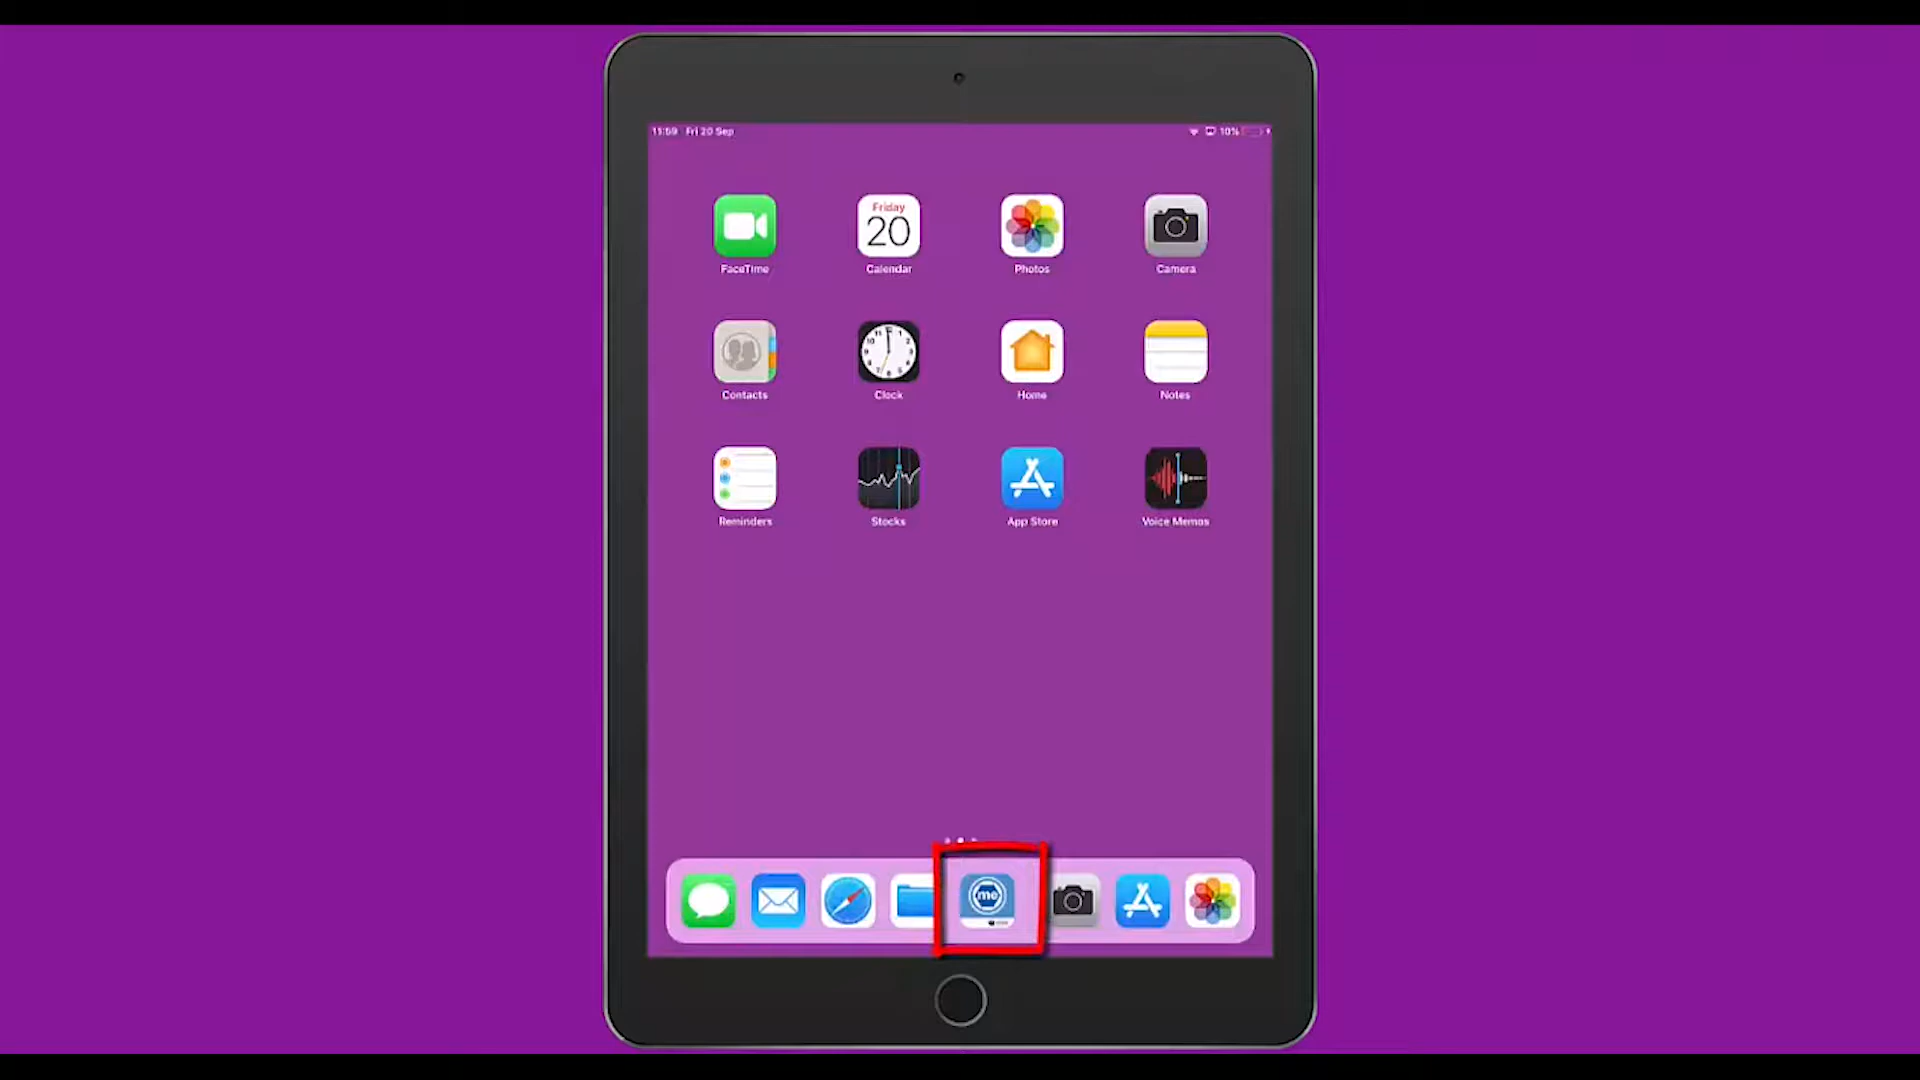 11:59 Fri 20 Sep
10%
Friday
20
FaceTime
Calendar
Photos
Camera
Contacts
Clock
Home
Notes
Reminders
Stocks
App Store
Voice Memos
me